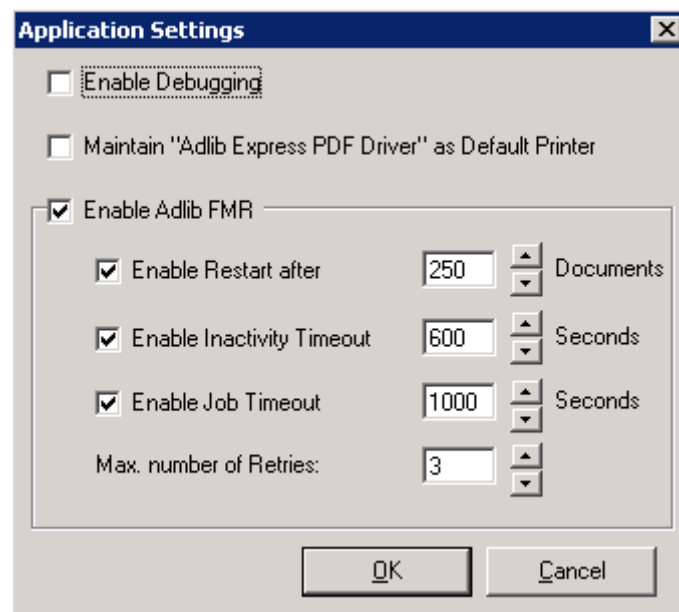 Application Settings
Enable Debugging
Maintain "Adlib Express PDF Driver" as Default Printer
Enable Adlib FMR
Enable Restart after 250 Documents
Enable Inactivity Timeout 600 Seconds
Enable Job Timeout 1000 Seconds
Max. number of Retries: 3
OK Cancel